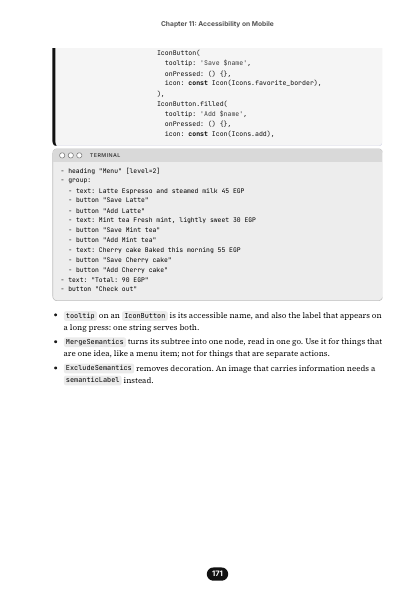 Chapter 11: Accessibility on Mobile
IconButton(
tooltip: 'Save $name',
onPressed: () {},
icon: const Icon(Icons.favorite_border),
),
IconButton.filled(
tooltip: 'Add $name',
onPressed: () {},
icon: const Icon(Icons.add),
TERMINAL
- heading "Menu" [level=2]
- group:
- text: Latte Espresso and steamed milk 45 EGP
- button "Save Latte"
- button "Add Latte"
- text: Mint tea Fresh mint, lightly sweet 30 EGP
- button "Save Mint tea"
- button "Add Mint tea"
- text: Cherry cake Baked this morning 55 EGP
- button "Save Cherry cake"
- button "Add Cherry cake"
- text: "Total: 90 EGP"
- button "Check out"
• tooltip on an IconButton is its accessible name, and also the label that appears on
a long press: one string serves both.
• MergeSemantics turns its subtree into one node, read in one go. Use it for things that
are one idea, like a menu item; not for things that are separate actions.
• ExcludeSemantics removes decoration. An image that carries information needs a
semanticLabel instead.
171